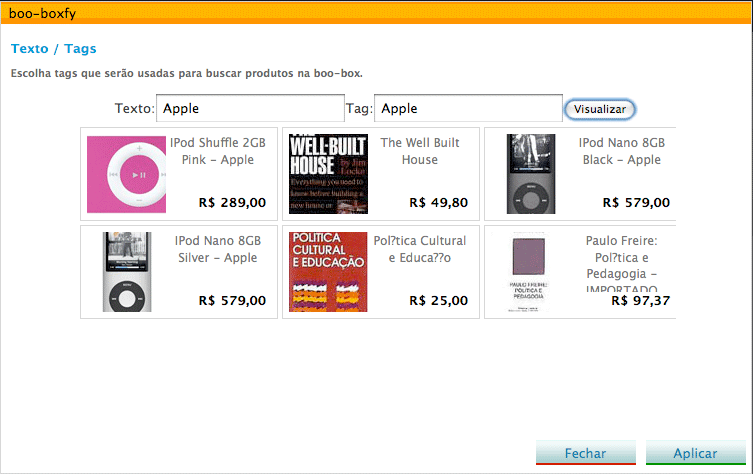 boo-boxfy
Texto / Tags
Escolha tags que serão usadas para buscar produtos na boo-box.
Texto: Apple Tag: Apple Visualizar
IPod Shuffle 2GB
Pink - Apple
R$ 289,00
WELL-BUILT
HOUSE
by Jim
Locke
Everything you need to
know before building a
new house or
The Well Built
House
R$ 49,80
IPod Nano 8GB
Black - Apple
R$ 579,00
MENU
IPod Nano 8GB
Silver - Apple
R$ 579,00
POLÍTICA
CULTURAL
E EDUCAÇÃO
Pol?tica Cultural
e Educa??o
R$ 25,00
PAULO FREIRE:
POLÍTICA E
PEDAGOGIA
Paulo Freire:
Pol?tica e
Pedagogia -
IMPORTADO
R$ 97,37
Fechar
Aplicar